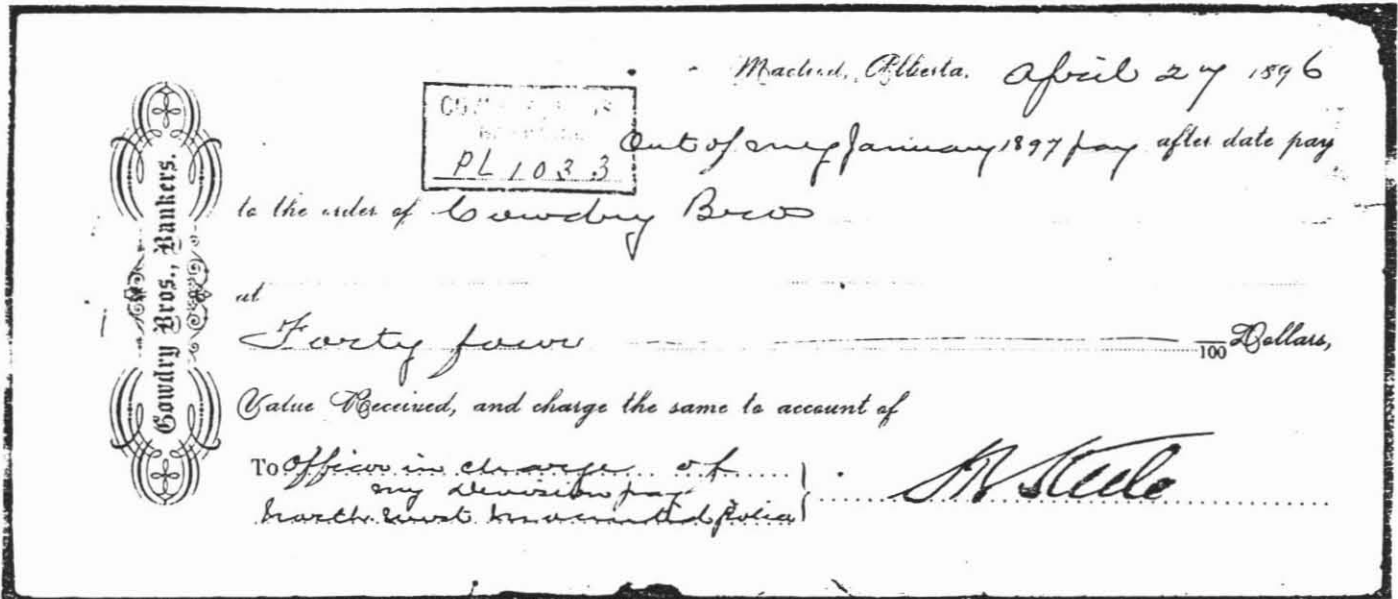 Macleod, Alberta. April 27 1896
PL 1033
Out of my January 1897 pay after date pay
to the order of Cowdry Bros
at
Forty four 100 Dollars,
Value Received, and charge the same to account of
To Officer in charge of
my Division pay
North West Mounted Police
SB Steele
Cowdry Bros., Bankers.